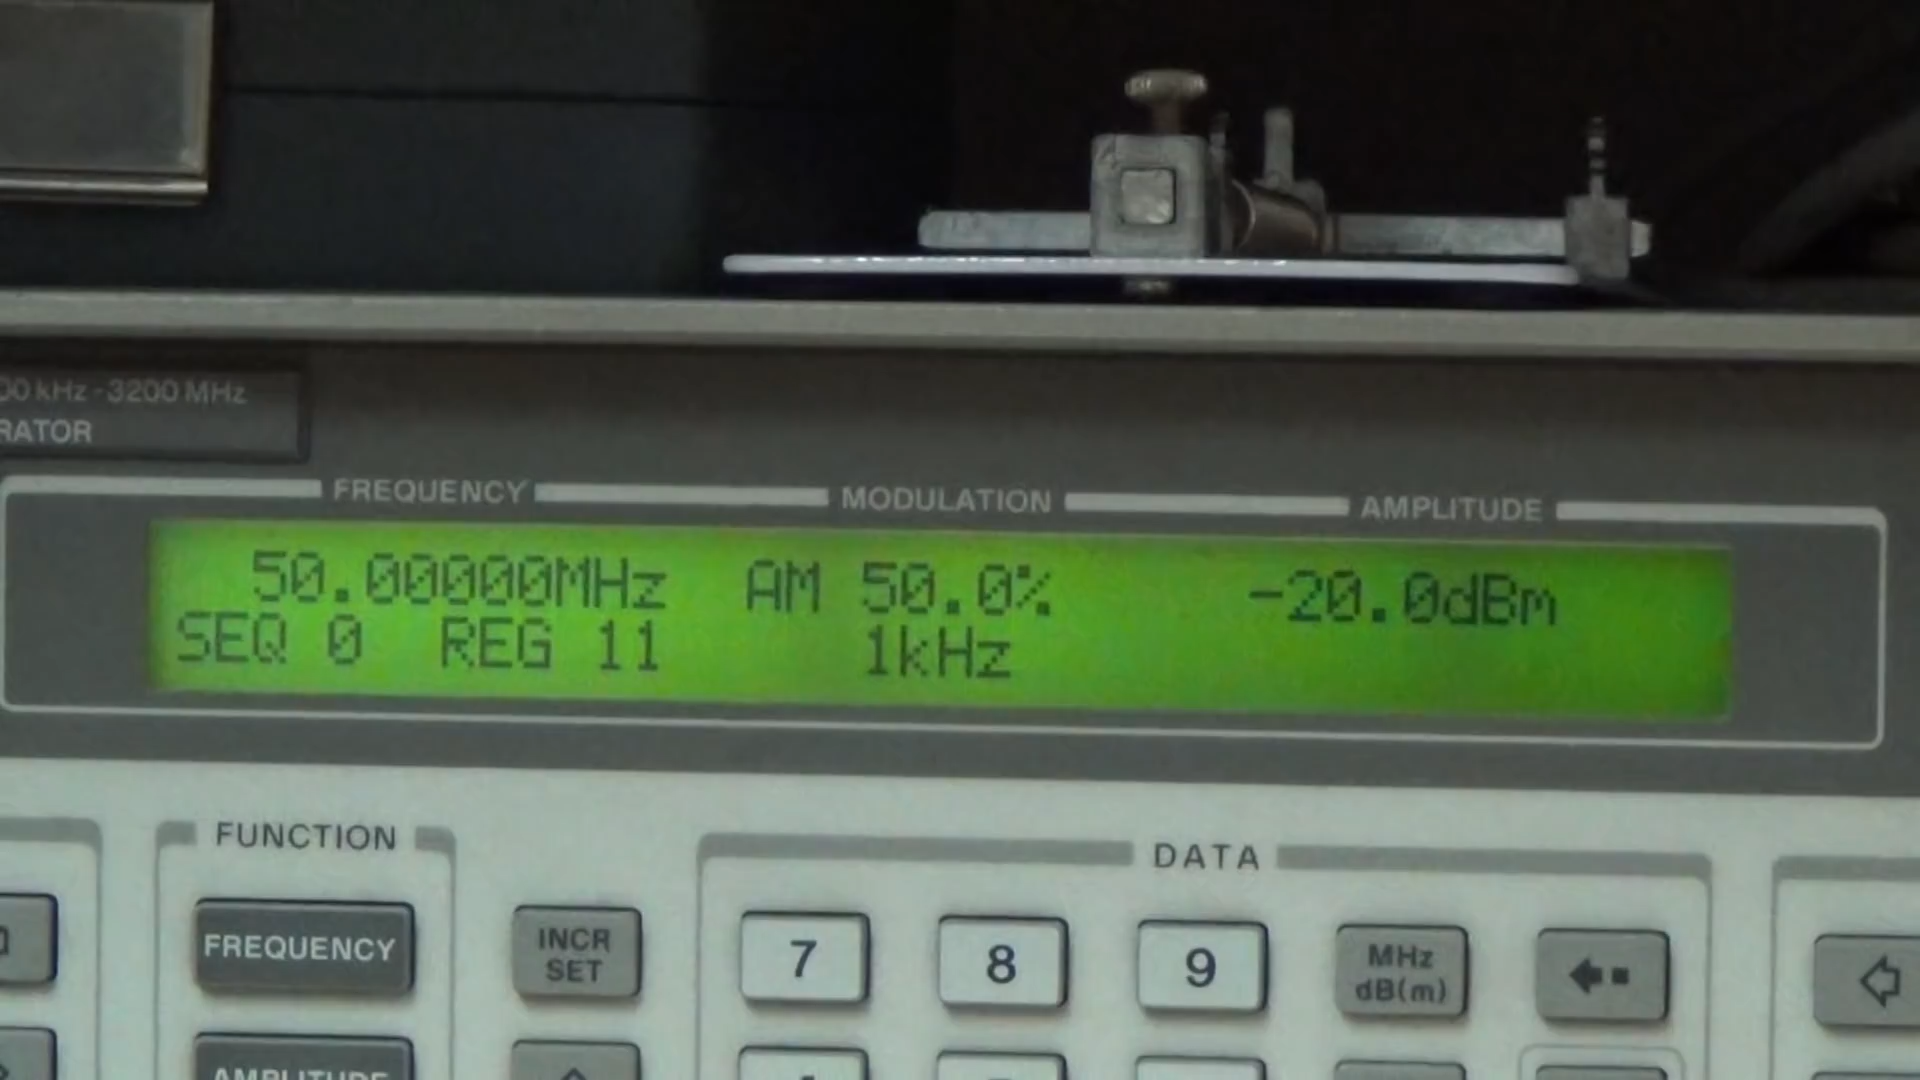 00 kHz - 3200 MHz
RATOR
FREQUENCY MODULATION AMPLITUDE
50.00000MHz AM 50.0% -20.0dBm
SEQ 0 REG 11 1kHz
FUNCTION DATA
FREQUENCY INCR SET 7 8 9 MHz dB(m)
AMPLITUDE